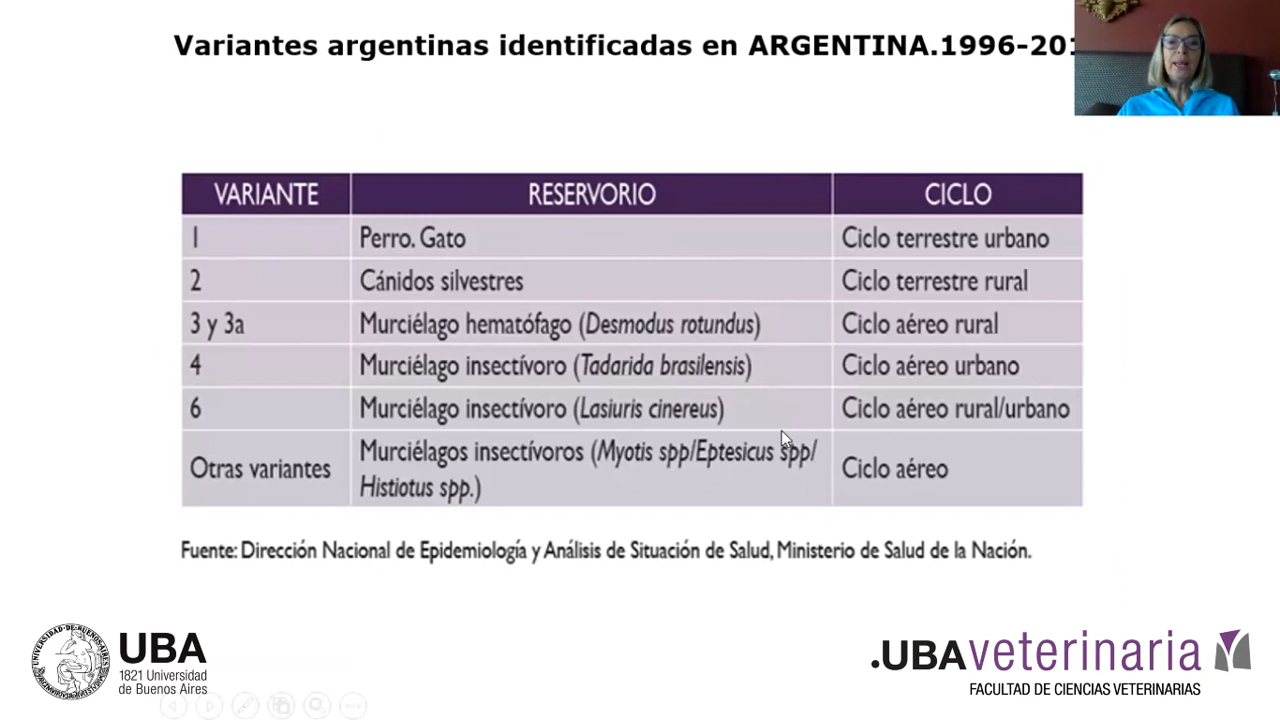 Variantes argentinas identificadas en ARGENTINA.1996-20
VARIANTE RESERVORIO CICLO
1 Perro. Gato Ciclo terrestre urbano
2 Cánidos silvestres Ciclo terrestre rural
3 y 3a Murciélago hematófago (Desmodus rotundus) Ciclo aéreo rural
4 Murciélago insectívoro (Tadarida brasilensis) Ciclo aéreo urbano
6 Murciélago insectívoro (Lasiuris cinereus) Ciclo aéreo rural/urbano
Otras variantes Murciélagos insectívoros (Myotis spp/Eptesicus spp/
Histiotus spp.) Ciclo aéreo
Fuente: Dirección Nacional de Epidemiología y Análisis de Situación de Salud, Ministerio de Salud de la Nación.
UBA
1821 Universidad
de Buenos Aires
.UBAveterinaria
FACULTAD DE CIENCIAS VETERINARIAS